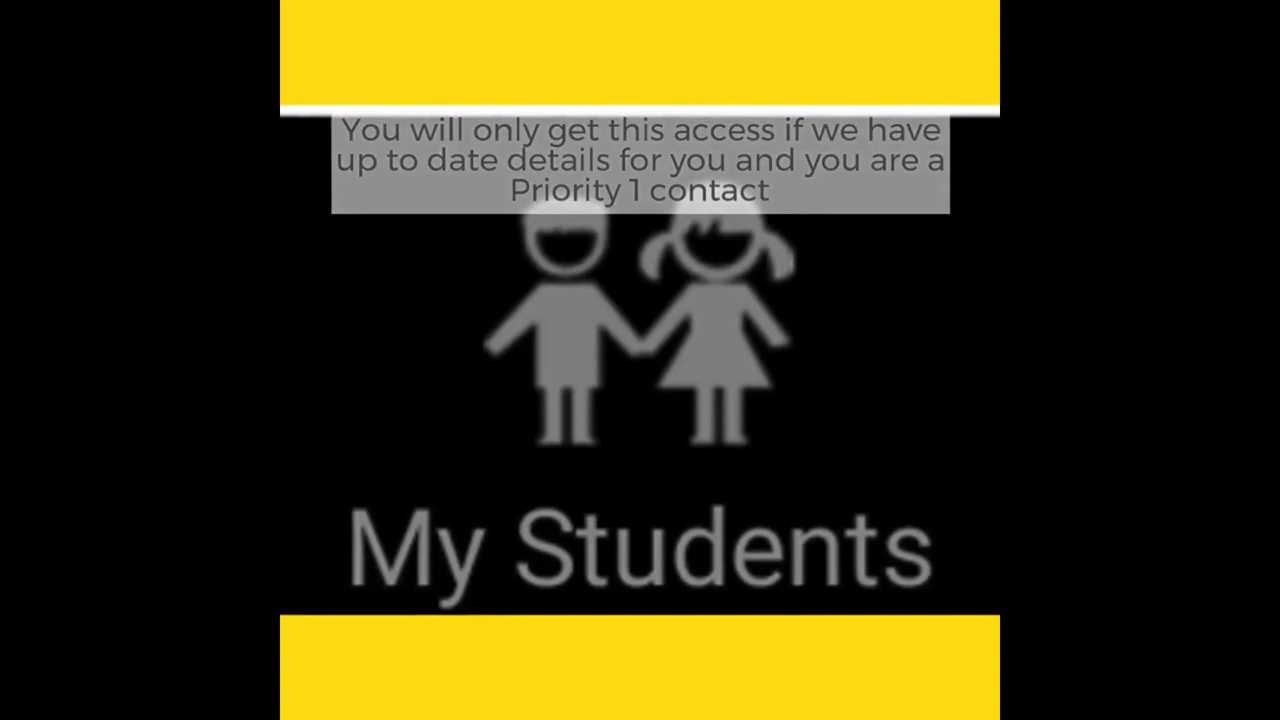 You will only get this access if we have
up to date details for you and you are a
Priority 1 contact
My Students